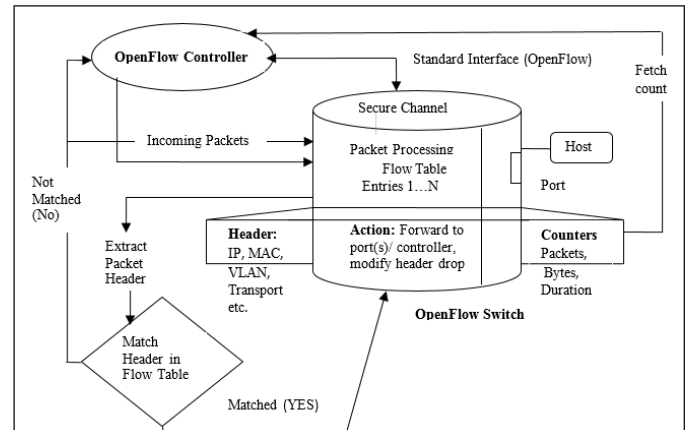 OpenFlow Controller
Standard Interface (OpenFlow)
Fetch
count
Secure Channel
Incoming Packets
Packet Processing
Flow Table
Entries 1…N
Host
Port
Not
Matched
(No)
Extract
Packet
Header
Header:
IP, MAC,
VLAN,
Transport
etc.
Action: Forward to
port(s)/ controller,
modify header drop
Counters
Packets,
Bytes,
Duration
OpenFlow Switch
Match
Header in
Flow Table
Matched (YES)